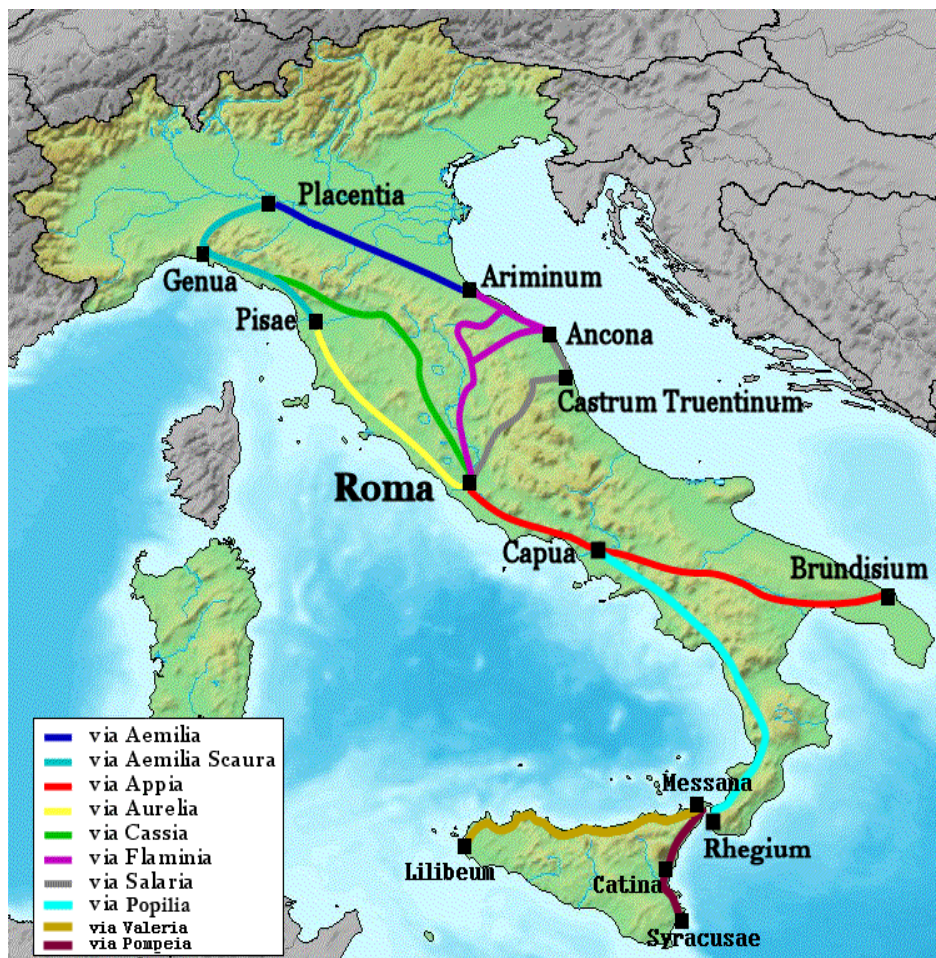 Placentia
Genua
Ariminum
Pisae
Ancona
Castrum Truentinum
Roma
Capua
Brundisium
Messana
Rhegium
Lilibeum
Catina
Syracusae
via Aemilia
via Aemilia Scaura
via Appia
via Aurelia
via Cassia
via Flaminia
via Salaria
via Popilia
via Valeria
via Pompeia